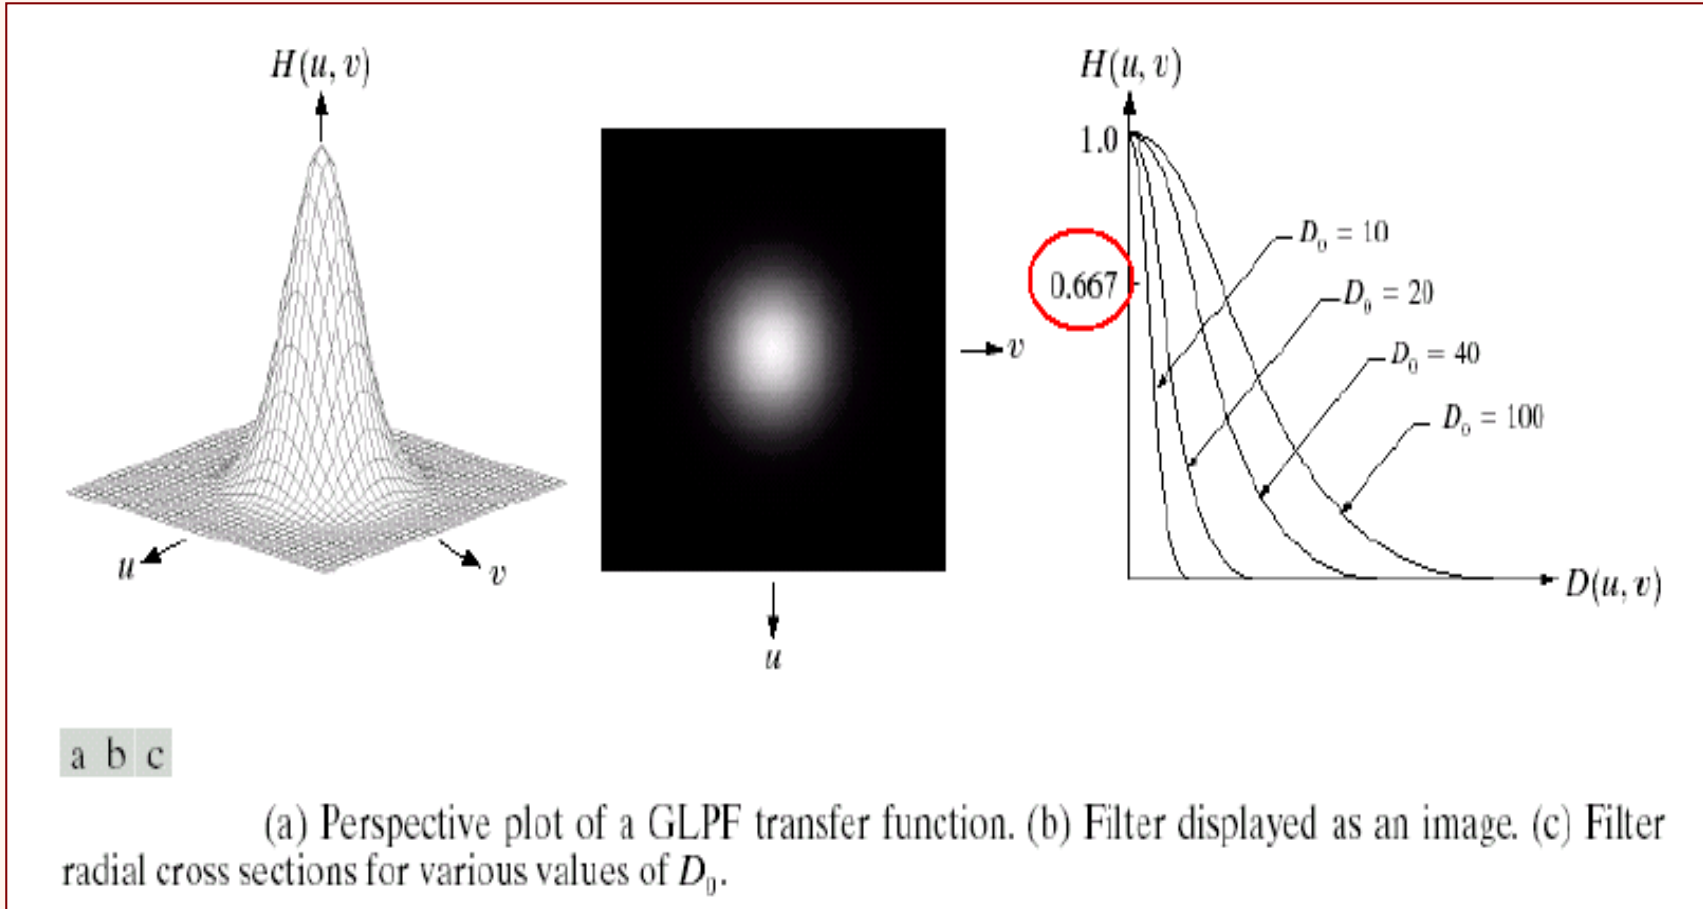 H(u, v)
u
v
v
u
H(u, v)
1.0
0.667
D₀ = 10
D₀ = 20
D₀ = 40
D₀ = 100
D(u, v)
a b c
(a) Perspective plot of a GLPF transfer function. (b) Filter displayed as an image. (c) Filter
radial cross sections for various values of D₀.